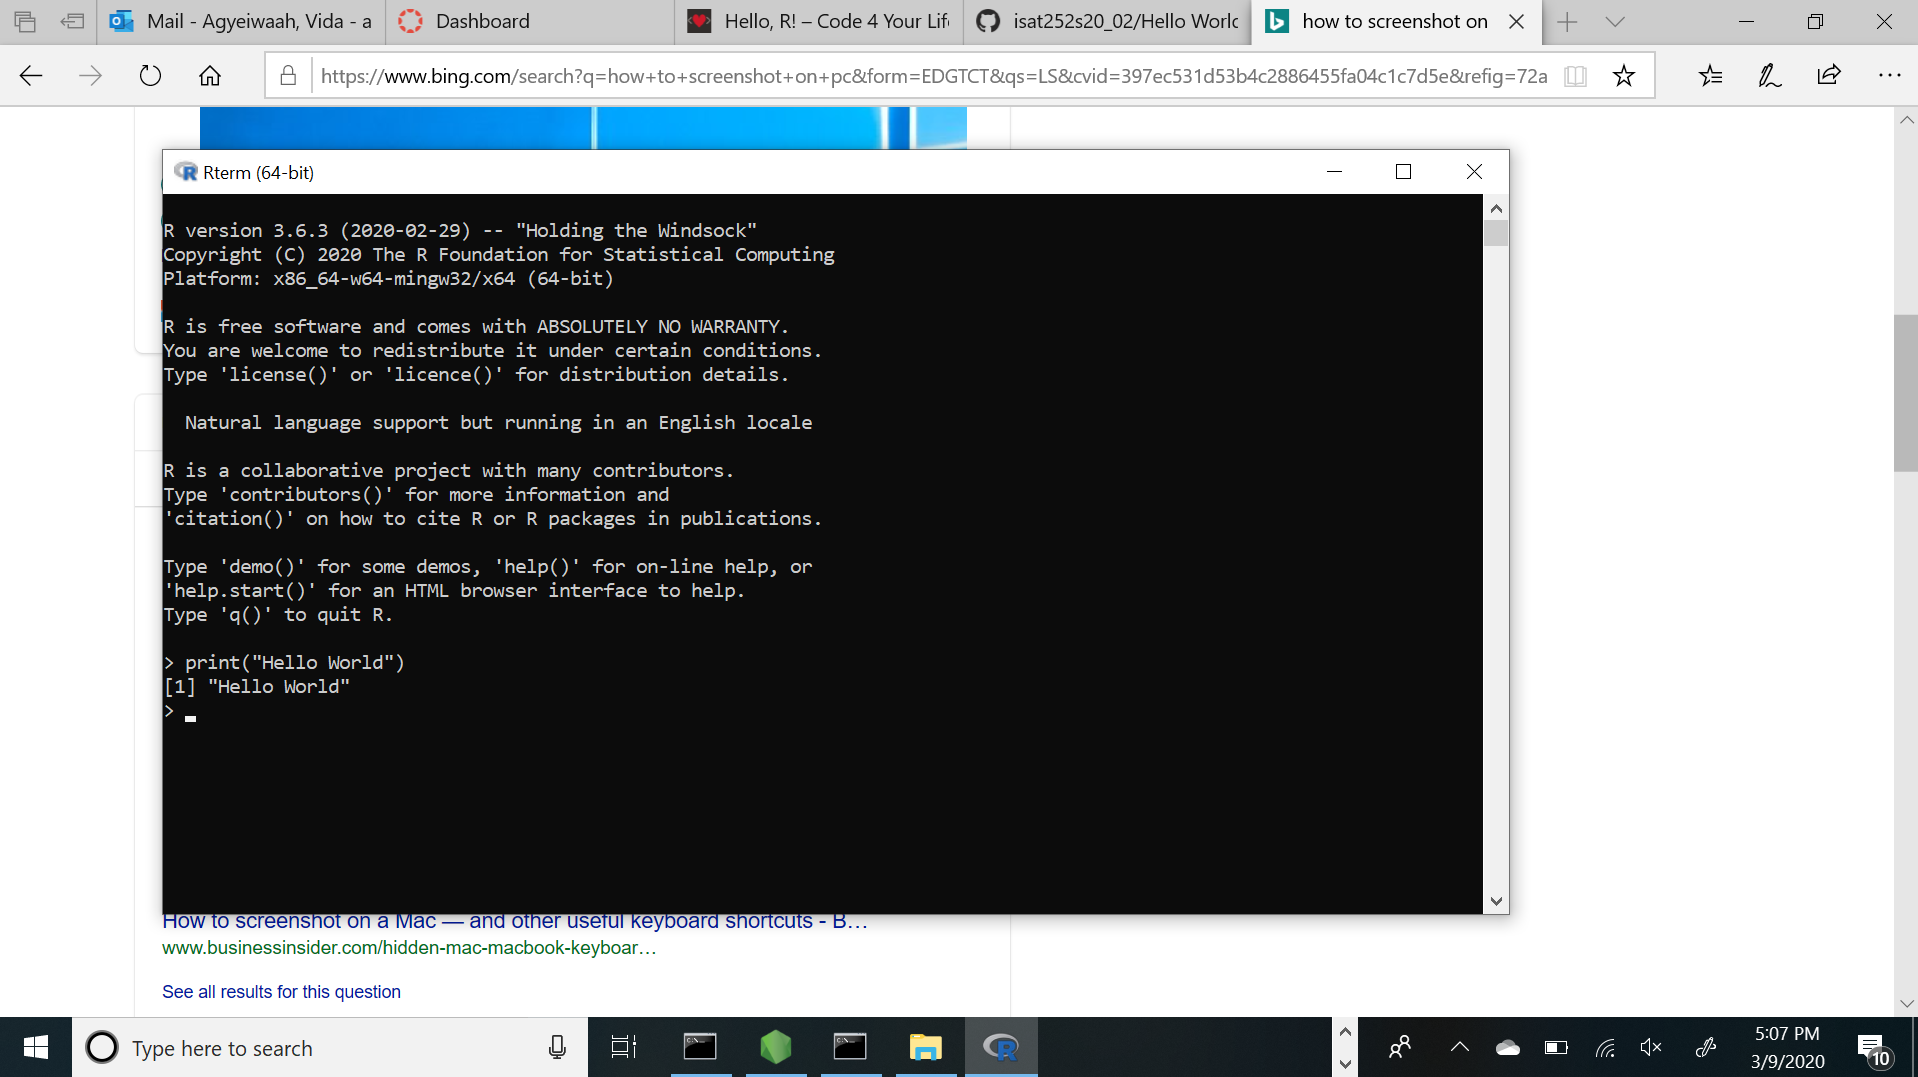 Mail - Agyeiwaah, Vida - a
Dashboard
Hello, R! – Code 4 Your Life
isat252s20_02/Hello World
how to screenshot on
https://www.bing.com/search?q=how+to+screenshot+on+pc&form=EDGTCT&qs=LS&cvid=397ec531d53b4c2886455fa04c1c7d5e&refig=72a
Rterm (64-bit)
R version 3.6.3 (2020-02-29) -- "Holding the Windsock"
Copyright (C) 2020 The R Foundation for Statistical Computing
Platform: x86_64-w64-mingw32/x64 (64-bit)
R is free software and comes with ABSOLUTELY NO WARRANTY.
You are welcome to redistribute it under certain conditions.
Type 'license()' or 'licence()' for distribution details.
Natural language support but running in an English locale
R is a collaborative project with many contributors.
Type 'contributors()' for more information and
'citation()' on how to cite R or R packages in publications.
Type 'demo()' for some demos, 'help()' for on-line help, or
'help.start()' for an HTML browser interface to help.
Type 'q()' to quit R.
> print("Hello World")
[1] "Hello World"
>
How to screenshot on a Mac — and other useful keyboard shortcuts - B…
www.businessinsider.com/hidden-mac-macbook-keyboar…
See all results for this question
Type here to search
5:07 PM
3/9/2020
10